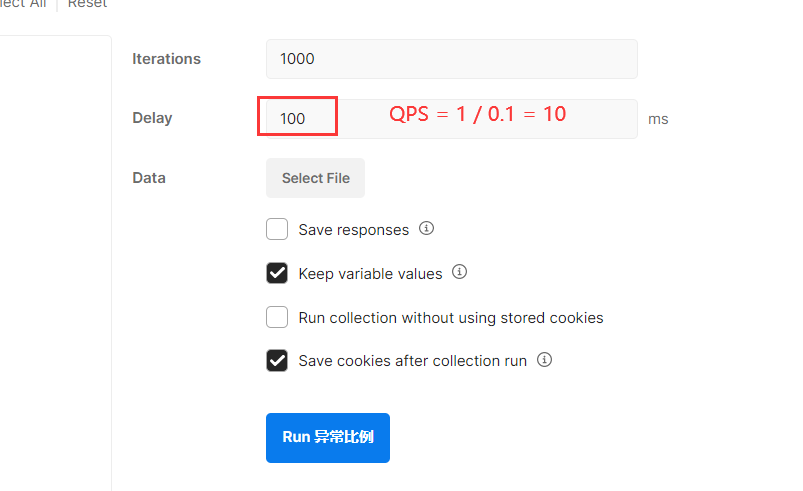 lect All | Reset
Iterations 1000
Delay 100 QPS = 1 / 0.1 = 10 ms
Data Select File
Save responses
Keep variable values
Run collection without using stored cookies
Save cookies after collection run
Run 异常比例